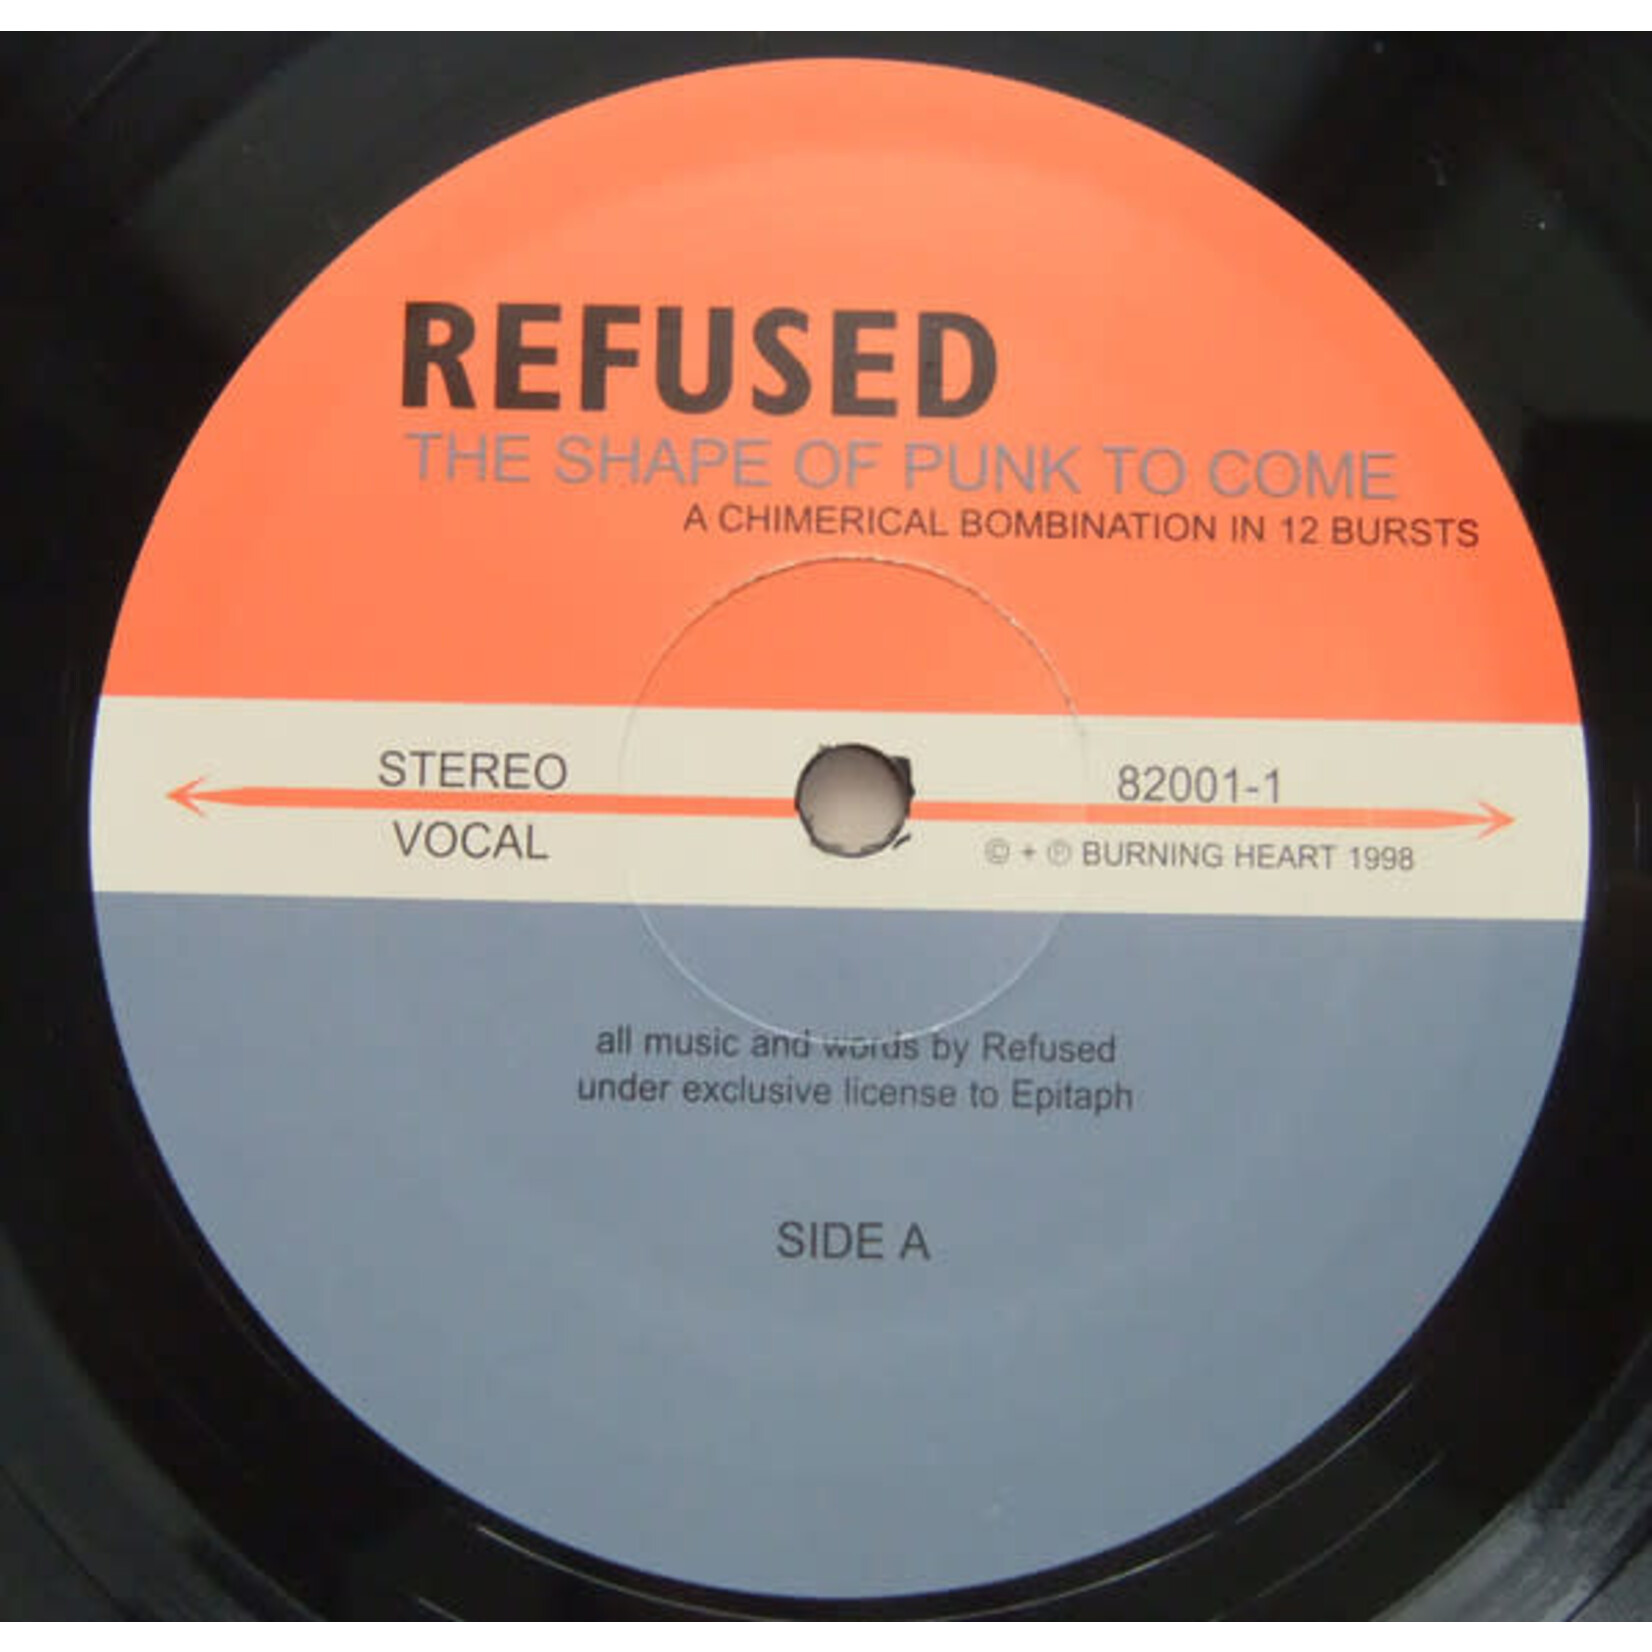 REFUSED
THE SHAPE OF PUNK TO COME
A CHIMERICAL BOMBINATION IN 12 BURSTS
STEREO
VOCAL
82001-1
© + ℗ BURNING HEART 1998
all music and words by Refused
under exclusive license to Epitaph
SIDE A